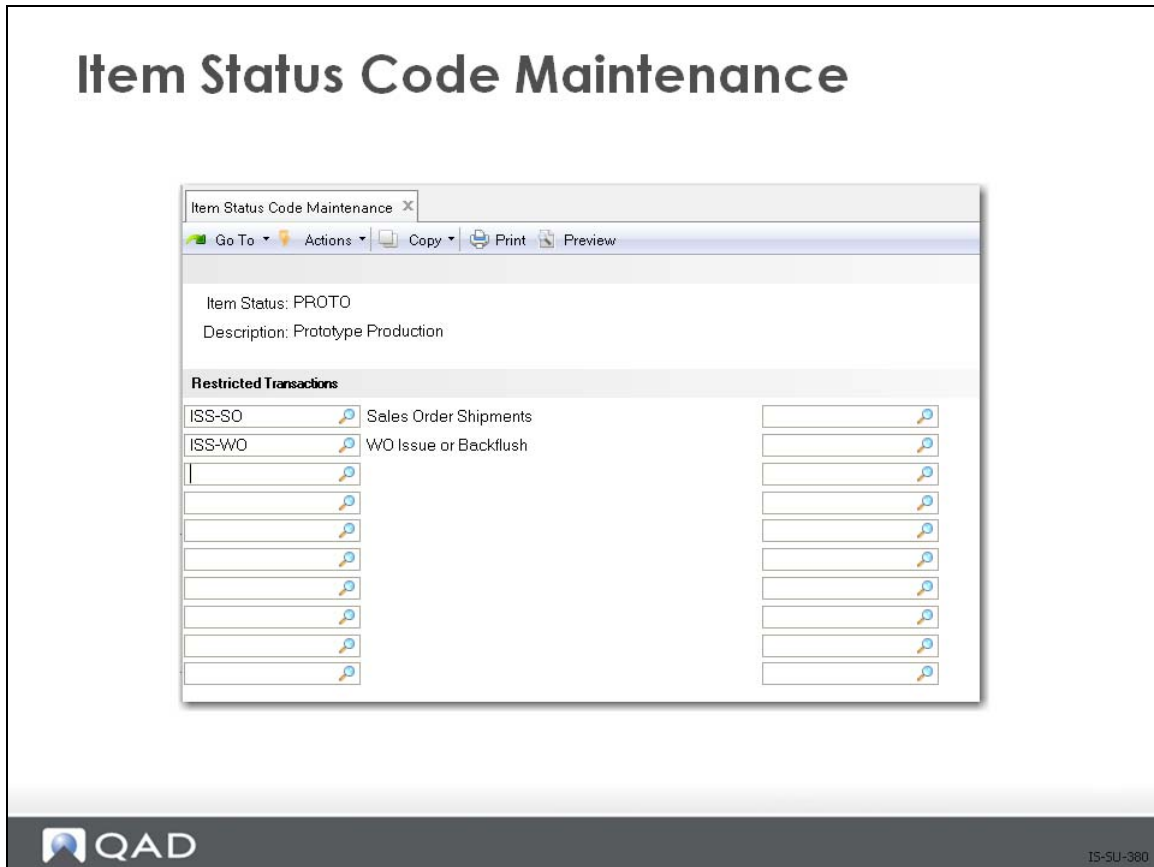 Item Status Code Maintenance
Item Status Code Maintenance
Go To Actions Copy Print Preview
Item Status: PROTO
Description: Prototype Production
Restricted Transactions
ISS-SO Sales Order Shipments
ISS-WO WO Issue or Backflush
QAD
IS-SU-380